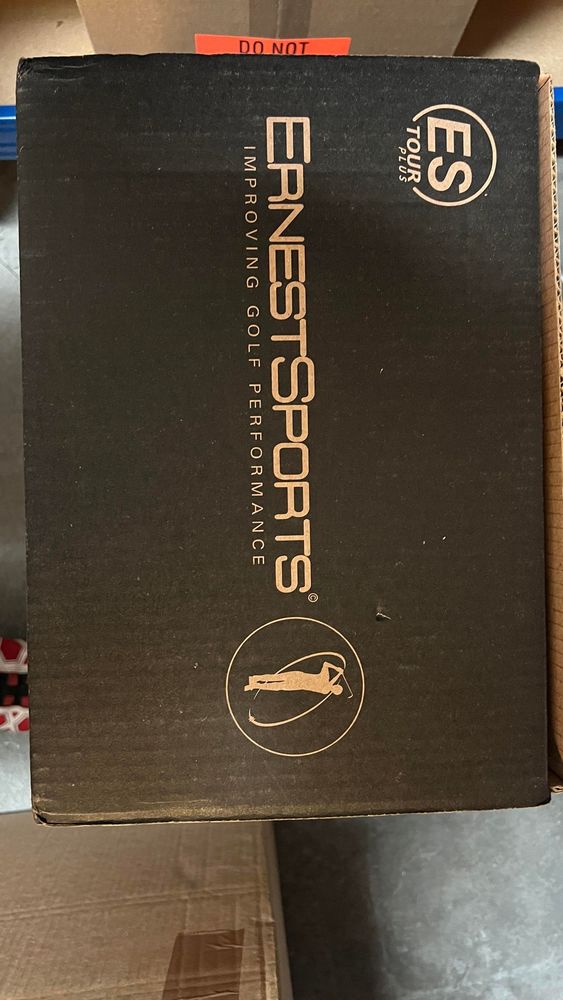 DO NOT
ES
TOUR
PLUS
ERNESTSPORTS©
IMPROVING GOLF PERFORMANCE